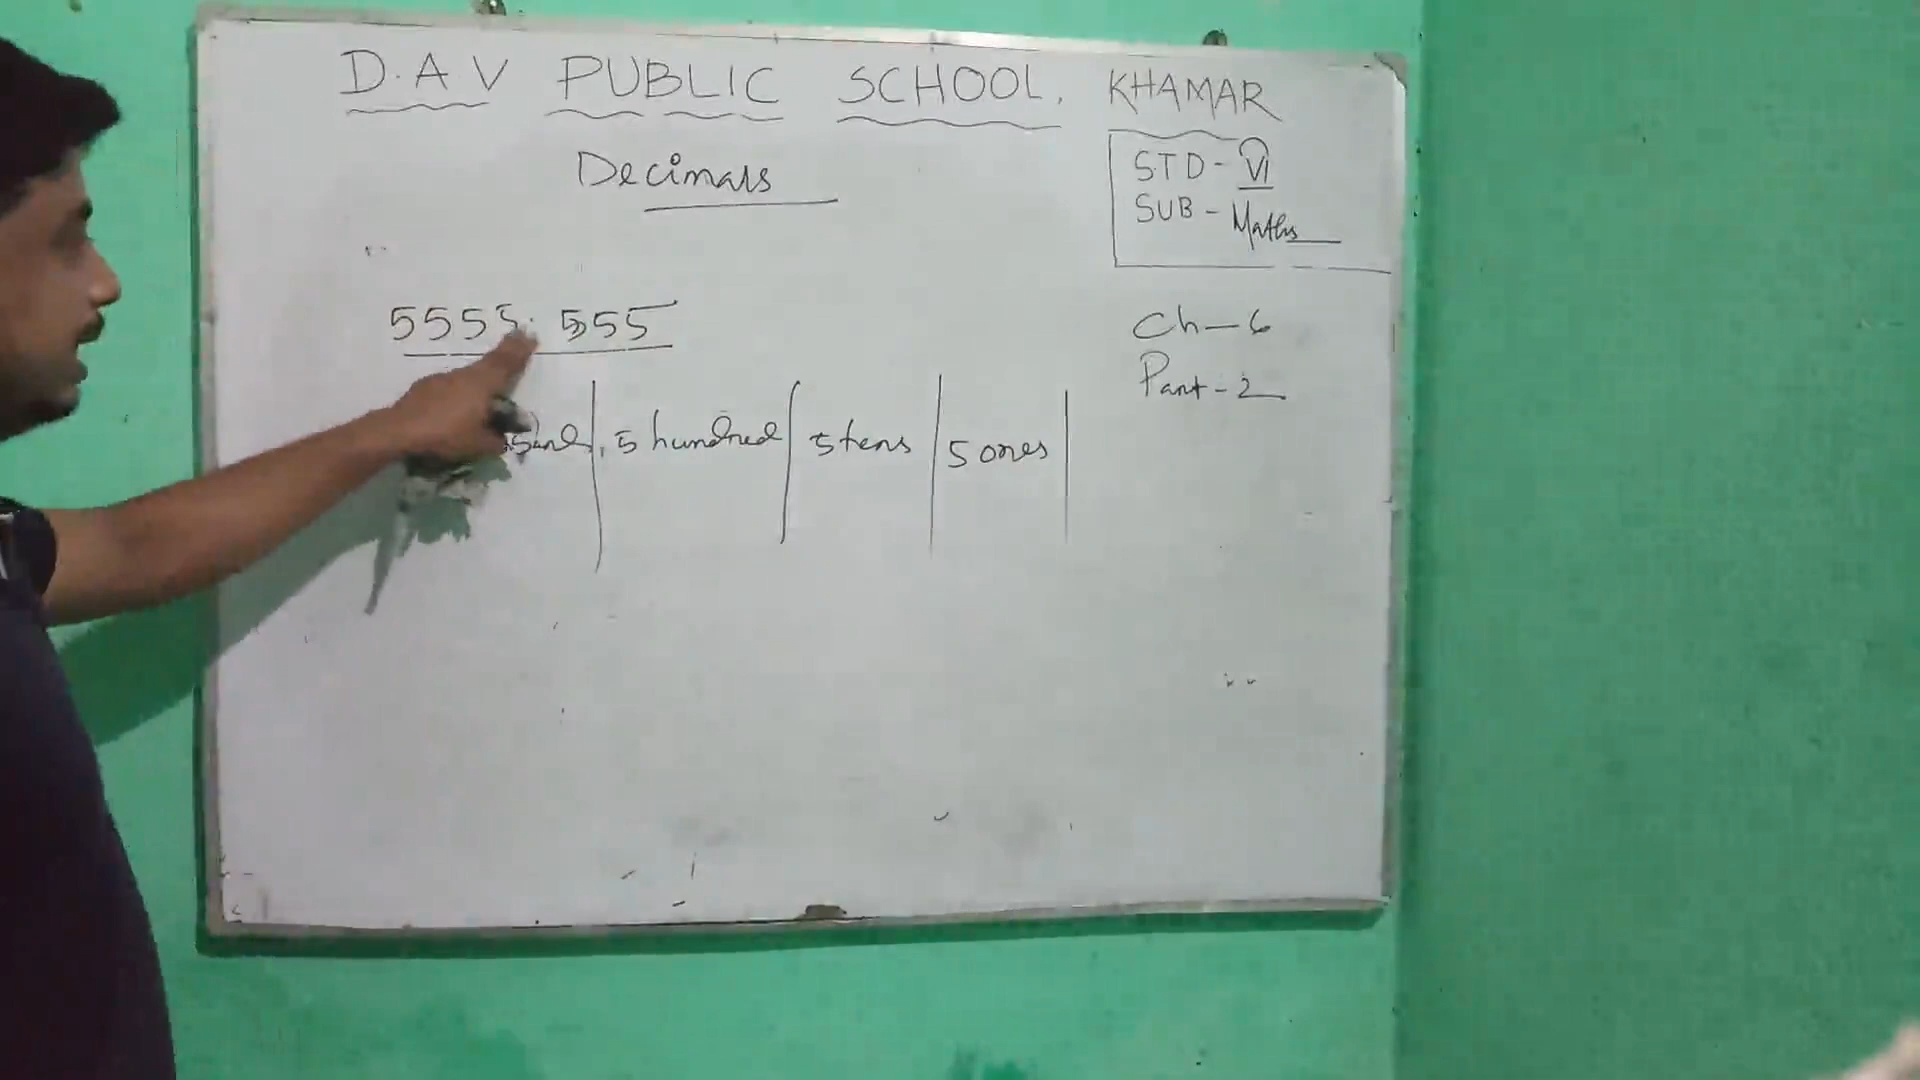 D.A.V PUBLIC SCHOOL, KHAMAR
Decimals
STD - VI
SUB - Maths
5555.555
Ch - 6
Part - 2
5 hundred 5 tens 5 ones